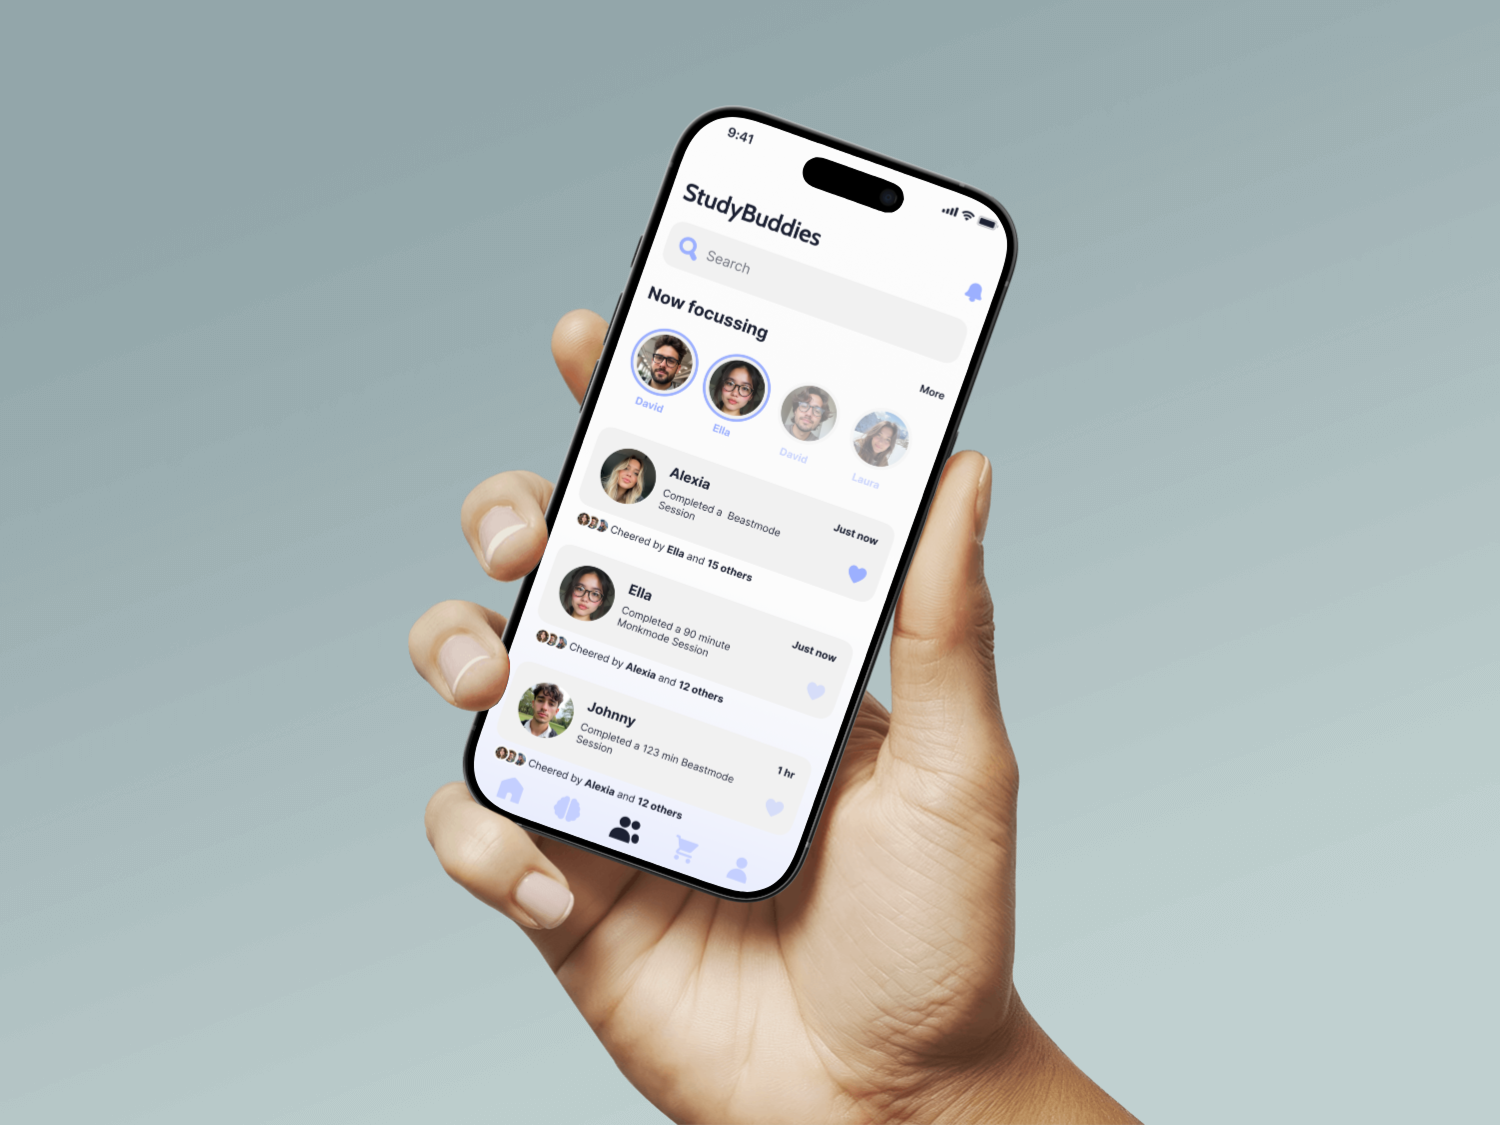 9:41
StudyBuddies
Search
Now focussing
More
David
Ella
David
Laura
Alexia
Completed a Beastmode
Session
Just now
Cheered by Ella and 15 others
Ella
Completed a 90 minute
Monkmode Session
Just now
Cheered by Alexia and 12 others
Johnny
Completed a 123 min Beastmode
Session
1 hr
Cheered by Alexia and 12 others